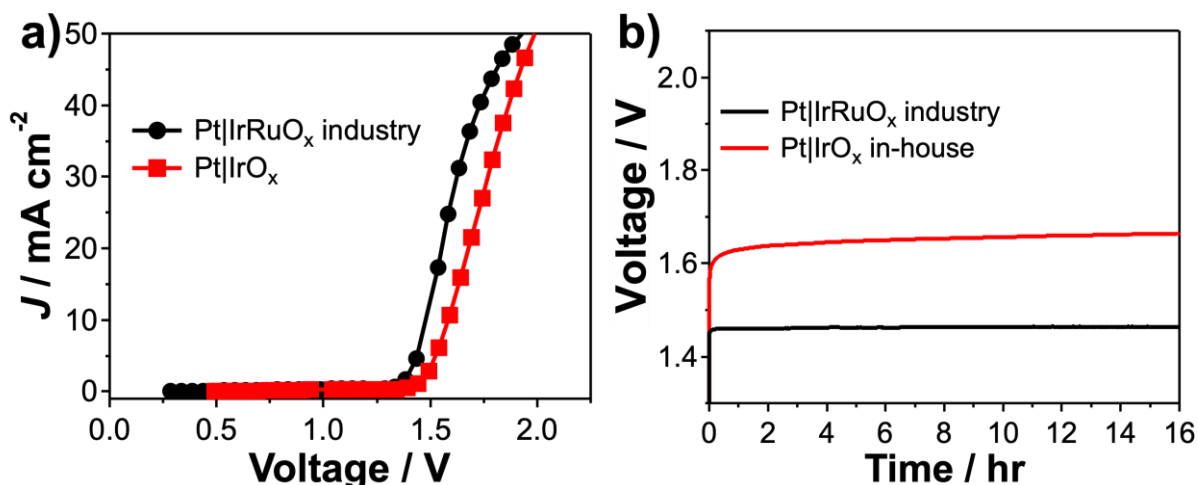 a)
50
40
30
20
10
0
J / mA cm⁻²
Pt|IrRuOₓ industry
Pt|IrOₓ
0.0 0.5 1.0 1.5 2.0
Voltage / V
b)
2.0
1.8
1.6
1.4
Voltage / V
Pt|IrRuOₓ industry
Pt|IrOₓ in-house
0 2 4 6 8 10 12 14 16
Time / hr